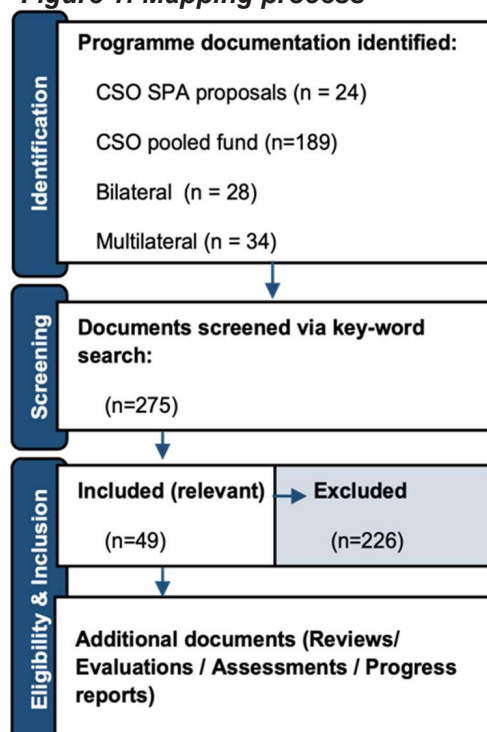 Figure 1: Mapping process
Identification
Programme documentation identified:
CSO SPA proposals (n = 24)
CSO pooled fund (n=189)
Bilateral (n = 28)
Multilateral (n = 34)
Screening
Documents screened via key-word
search:
(n=275)
Eligibility & Inclusion
Included (relevant)
(n=49)
Excluded
(n=226)
Additional documents (Reviews/
Evaluations / Assessments / Progress
reports)